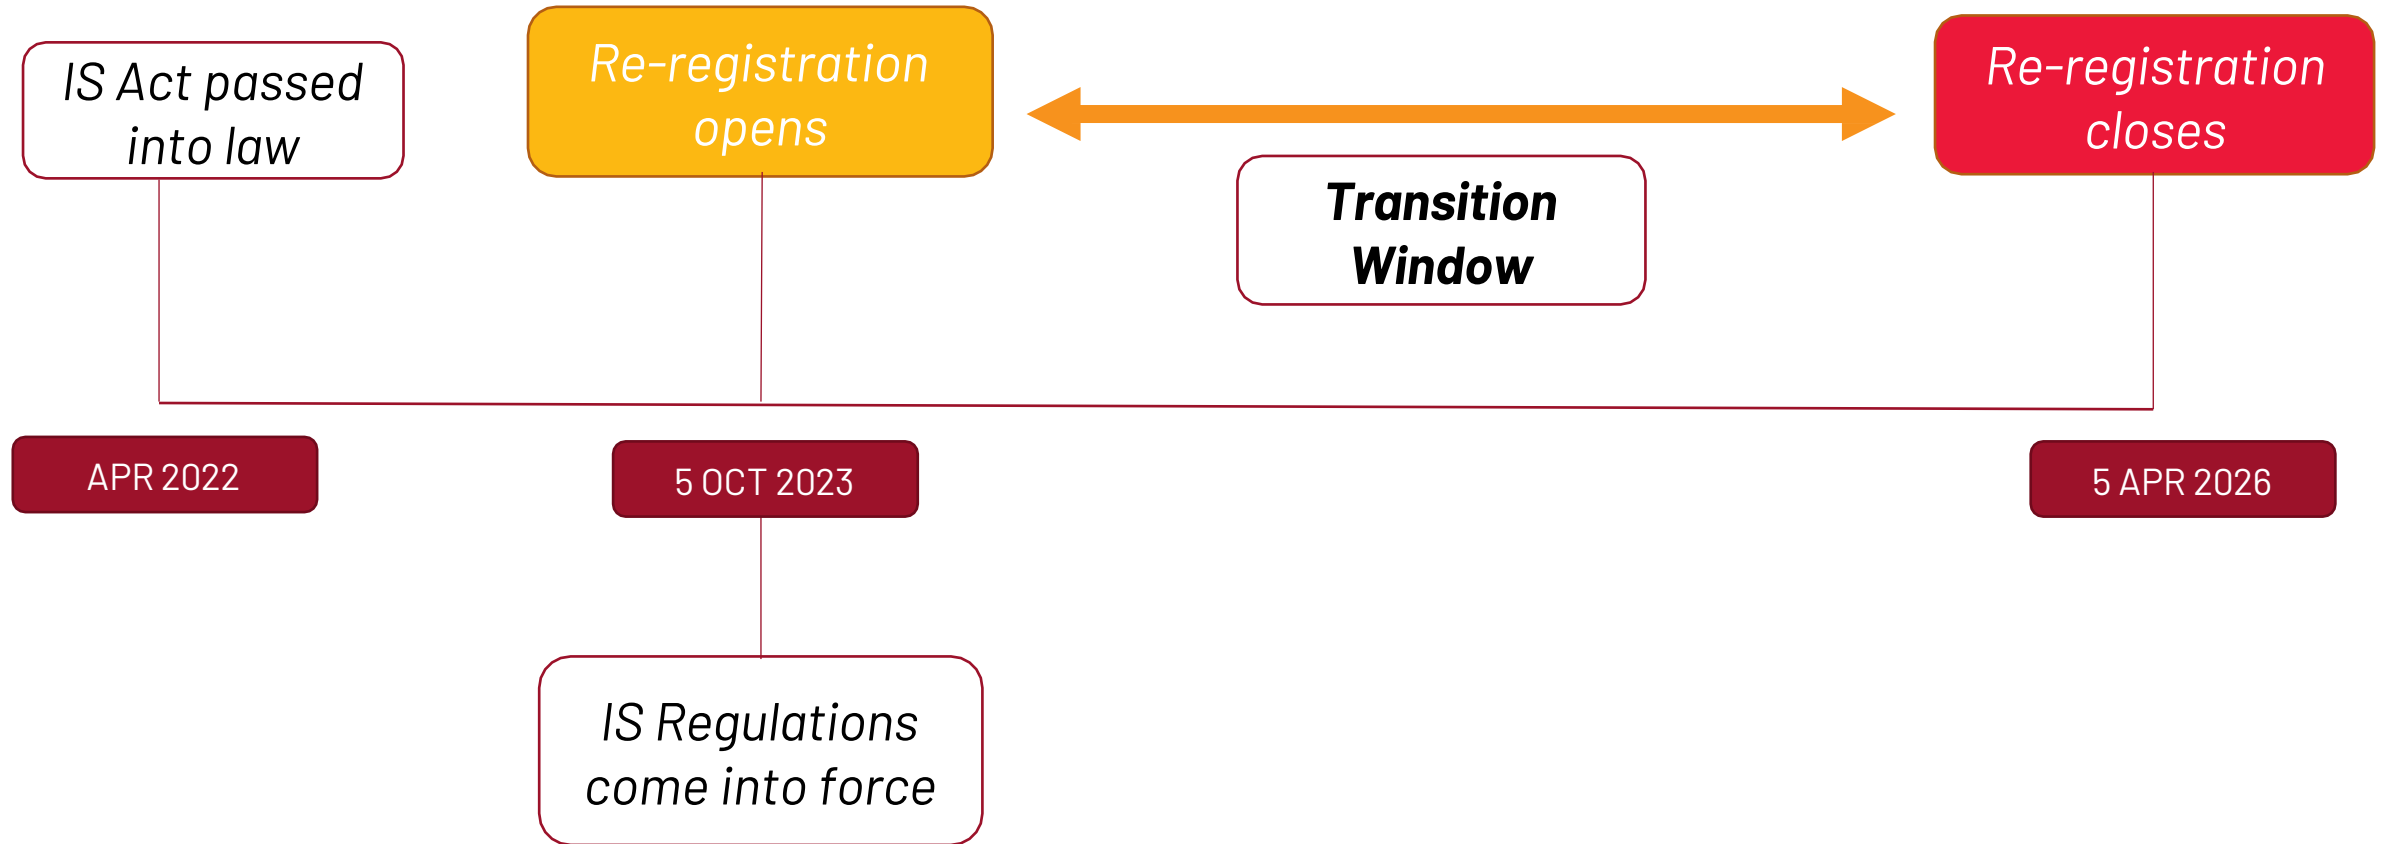 IS Act passed
into law
Re-registration
opens
Re-registration
closes
Transition
Window
APR 2022
5 OCT 2023
5 APR 2026
IS Regulations
come into force